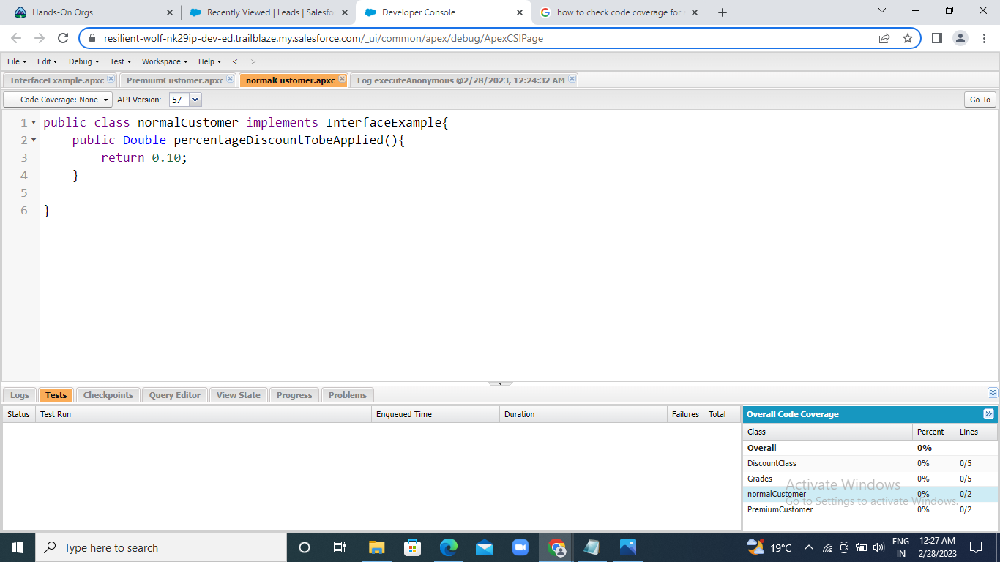 Hands-On Orgs
Recently Viewed | Leads | Salesfo
Developer Console
how to check code coverage for
resilient-wolf-nk29ip-dev-ed.trailblaze.my.salesforce.com/_ui/common/apex/debug/ApexCSIPage
File Edit Debug Test Workspace Help < >
InterfaceExample.apxc PremiumCustomer.apxc normalCustomer.apxc Log executeAnonymous @2/28/2023, 12:24:32 AM
Code Coverage: None API Version: 57 Go To
1 public class normalCustomer implements InterfaceExample{
2 public Double percentageDiscountTobeApplied(){
3 return 0.10;
4 }
5
6 }
Logs Tests Checkpoints Query Editor View State Progress Problems
Status Test Run Enqueued Time Duration Failures Total
Overall Code Coverage
Class Percent Lines
Overall 0%
DiscountClass 0% 0/5
Grades 0% 0/5
normalCustomer 0% 0/2
PremiumCustomer 0% 0/2
Activate Windows
Go to Settings to activate Windows.
Type here to search
19°C
ENG
IN
12:27 AM
2/28/2023